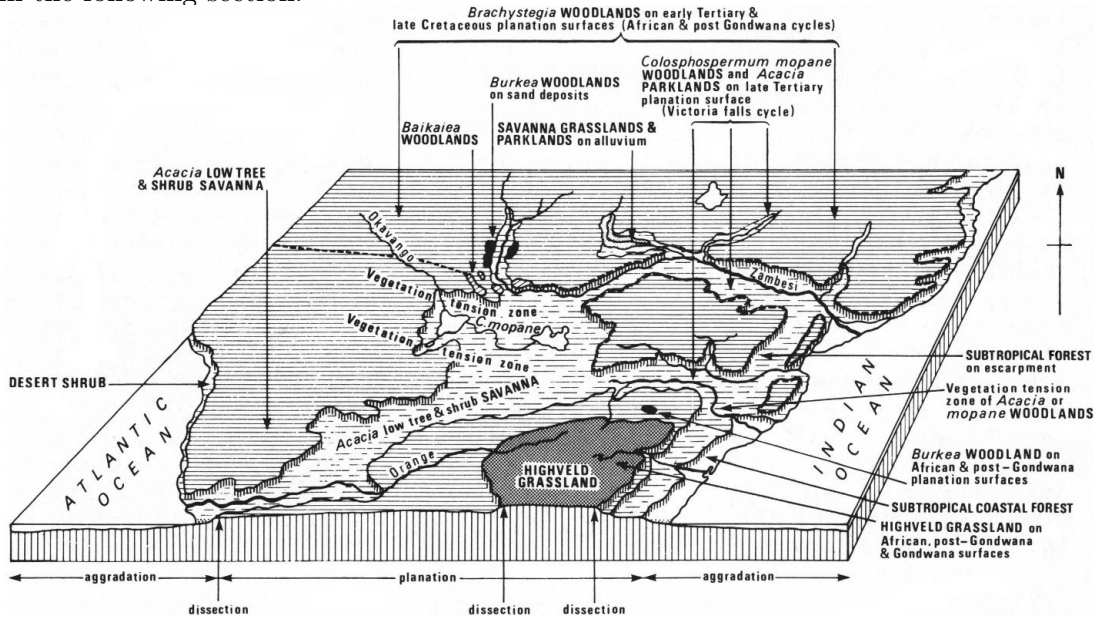 in the following section.
Brachystegia WOODLANDS on early Tertiary &
late Cretaceous planation surfaces (African & post Gondwana cycles)
Colosphospermum mopane
WOODLANDS and Acacia
PARKLANDS on late Tertiary
planation surface
(Victoria falls cycle)
Burkea WOODLANDS
on sand deposits
Baikaiea
WOODLANDS
SAVANNA GRASSLANDS &
PARKLANDS on alluvium
Acacia LOW TREE
& SHRUB SAVANNA
N
Okavango
Zambesi
Vegetation tension zone
C.mopane
Vegetation tension zone
SUBTROPICAL FOREST
on escarpment
DESERT SHRUB
Vegetation tension
zone of Acacia or
mopane WOODLANDS
Acacia low tree & shrub SAVANNA
ATLANTIC
OCEAN
INDIAN
OCEAN
Orange
HIGHVELD
GRASSLAND
Burkea WOODLAND on
African & post-Gondwana
planation surfaces
SUBTROPICAL COASTAL FOREST
HIGHVELD GRASSLAND on
African, post-Gondwana
& Gondwana surfaces
aggradation
planation
aggradation
dissection
dissection
dissection